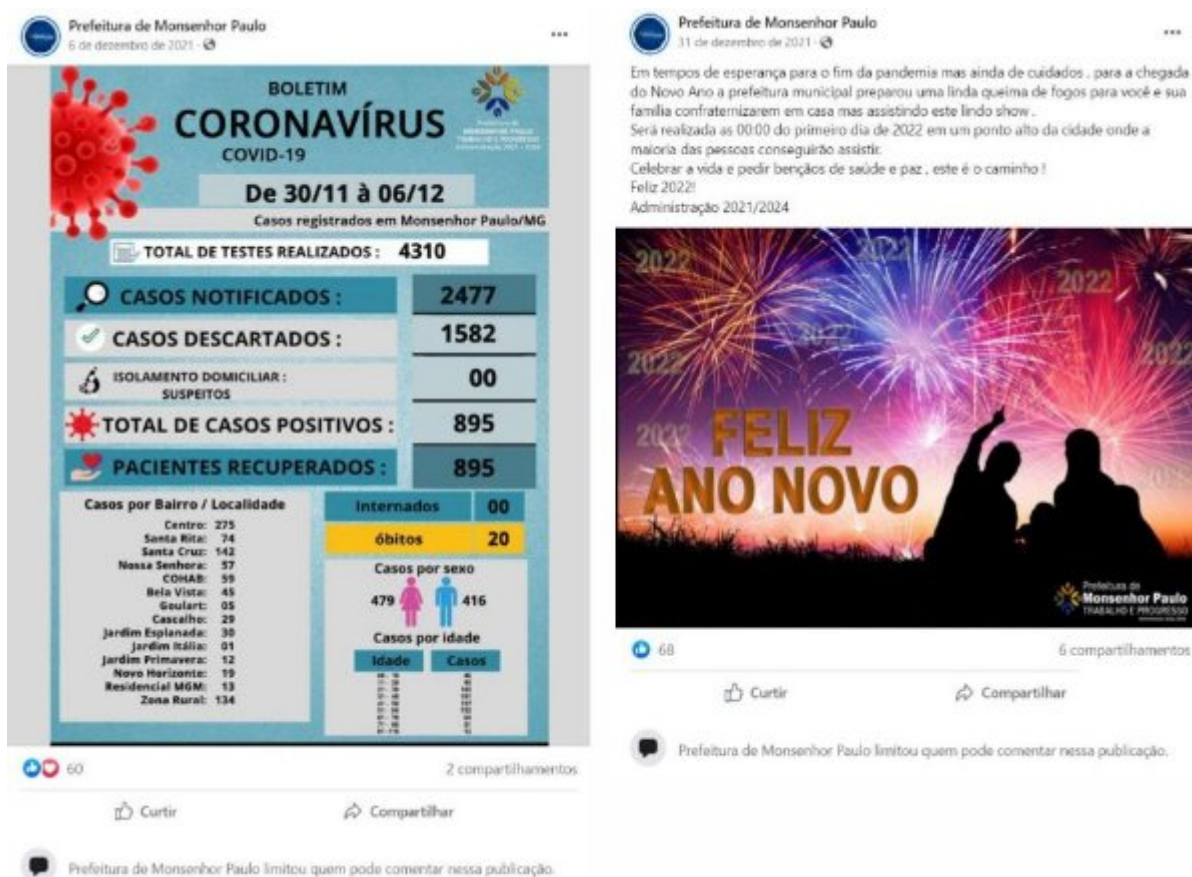 Prefeitura de Monsenhor Paulo
6 de dezembro de 2021
BOLETIM
CORONAVÍRUS
COVID-19
De 30/11 à 06/12
Casos registrados em Monsenhor Paulo/MG
TOTAL DE TESTES REALIZADOS : 4310
CASOS NOTIFICADOS : 2477
CASOS DESCARTADOS : 1582
ISOLAMENTO DOMICILIAR : 00
SUSPEITOS
TOTAL DE CASOS POSITIVOS : 895
PACIENTES RECUPERADOS : 895
Casos por Bairro / Localidade
Centro: 275
Santa Rita: 74
Santa Cruz: 142
Nossa Senhora: 57
COHAB: 59
Bela Vista: 45
Goulart: 05
Cascalho: 29
Jardim Esplanada: 30
Jardim Itália: 01
Jardim Primavera: 12
Novo Horizonte: 19
Residencial MGM: 13
Zona Rural: 134
Internados 00
óbitos 20
Casos por sexo
479 416
Casos por idade
Idade Casos
60
2 compartilhamentos
Curtir
Compartilhar
Prefeitura de Monsenhor Paulo limitou quem pode comentar nessa publicação.
Prefeitura de Monsenhor Paulo
31 de dezembro de 2021
Em tempos de esperança para o fim da pandemia mas ainda de cuidados , para a chegada
do Novo Ano a prefeitura municipal preparou uma linda queima de fogos para você e sua
família confraternizarem em casa mas assistindo este lindo show .
Será realizada as 00:00 do primeiro dia de 2022 em um ponto alto da cidade onde a
maioria das pessoas conseguirão assistir.
Celebrar a vida e pedir bençãos de saúde e paz , este é o caminho !
Feliz 2022!
Administração 2021/2024
2022
2022
2022
2022
2022
2022
2022
FELIZ
ANO NOVO
Prefeitura de
Monsenhor Paulo
TRABALHO E PROGRESSO
68
6 compartilhamentos
Curtir
Compartilhar
Prefeitura de Monsenhor Paulo limitou quem pode comentar nessa publicação.